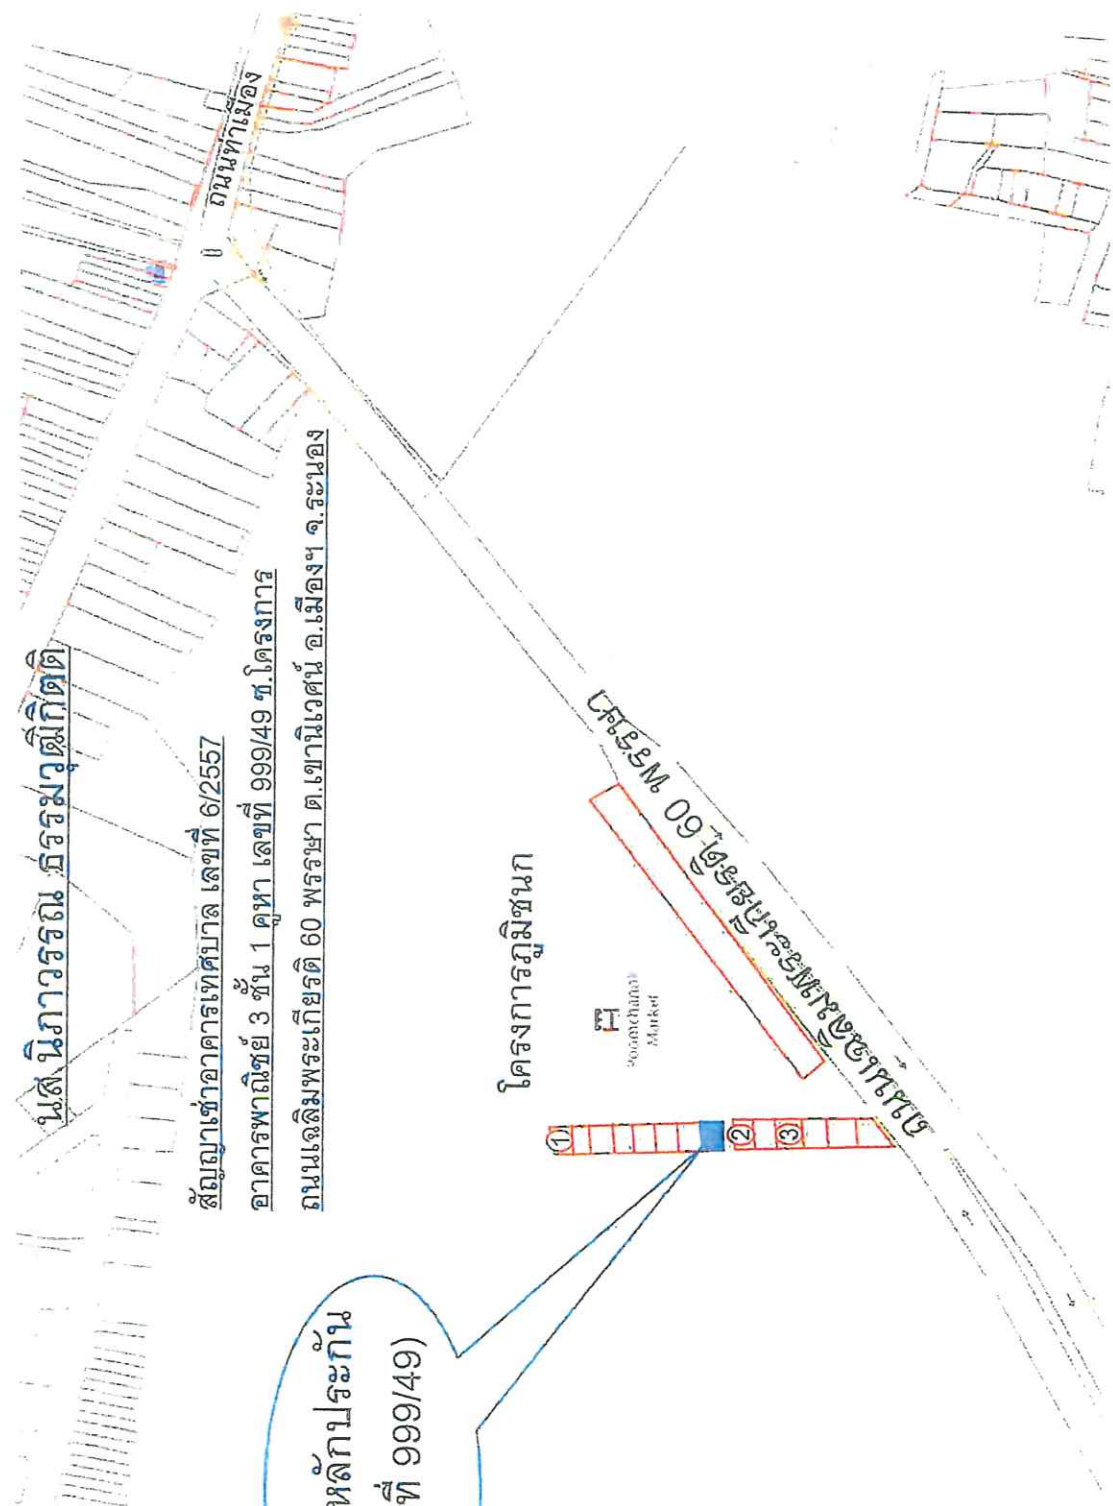 นส.นิภาวรรณ ธรรมวุฒิกิตติ
สัญญาเช่าอาคารเทศบาล เลขที่ 6/2557
อาคารพาณิชย์ 3 ชั้น 1 คูหา เลขที่ 999/49 ซ.โครงการ
ถนนเฉลิมพระเกียรติ 60 พรรษา ต.เขานิเวศน์ อ.เมืองฯ จ.ระนอง
หลักประกัน
ที่ 999/49)
โครงการภูมิชนก
Poomchanok
Market
①
②
③
ถนนเฉลิมพระเกียรติ 60 พรรษา
ถนนท่าเมือง